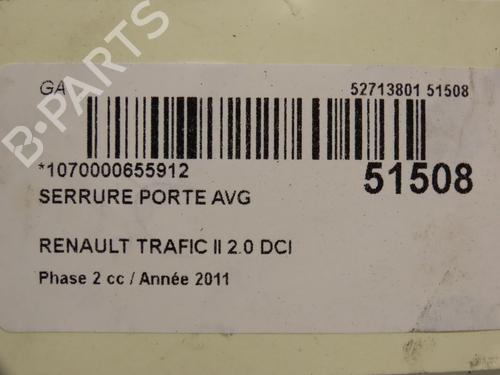 GA
52713801 51508
*1070000655912
51508
SERRURE PORTE AVG
RENAULT TRAFIC II 2.0 DCI
Phase 2 cc / Année 2011
B-PARTS